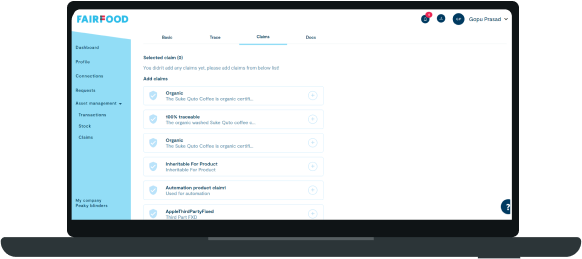 FAIRFOOD
GP
Gopu Prasad
Basic
Trace
Claims
Docs
Dashboard
Profile
Connections
Requests
Asset management
Transactions
Stock
Claims
My company
Peaky blinders
Selected claim (0)
You didn't add any claims yet, please add claims from below list!
Add claims
Organic
The Suke Quto Coffee is organic certifi...
100% traceable
The organic washed Suke Quto coffee c...
Organic
The Suke Quto Coffee is organic certifi...
Inheritable For Product
Inheritable For Product
Automation product claim1
Used for automation
AppleThirdPartyFixed
Third Part FXD
?